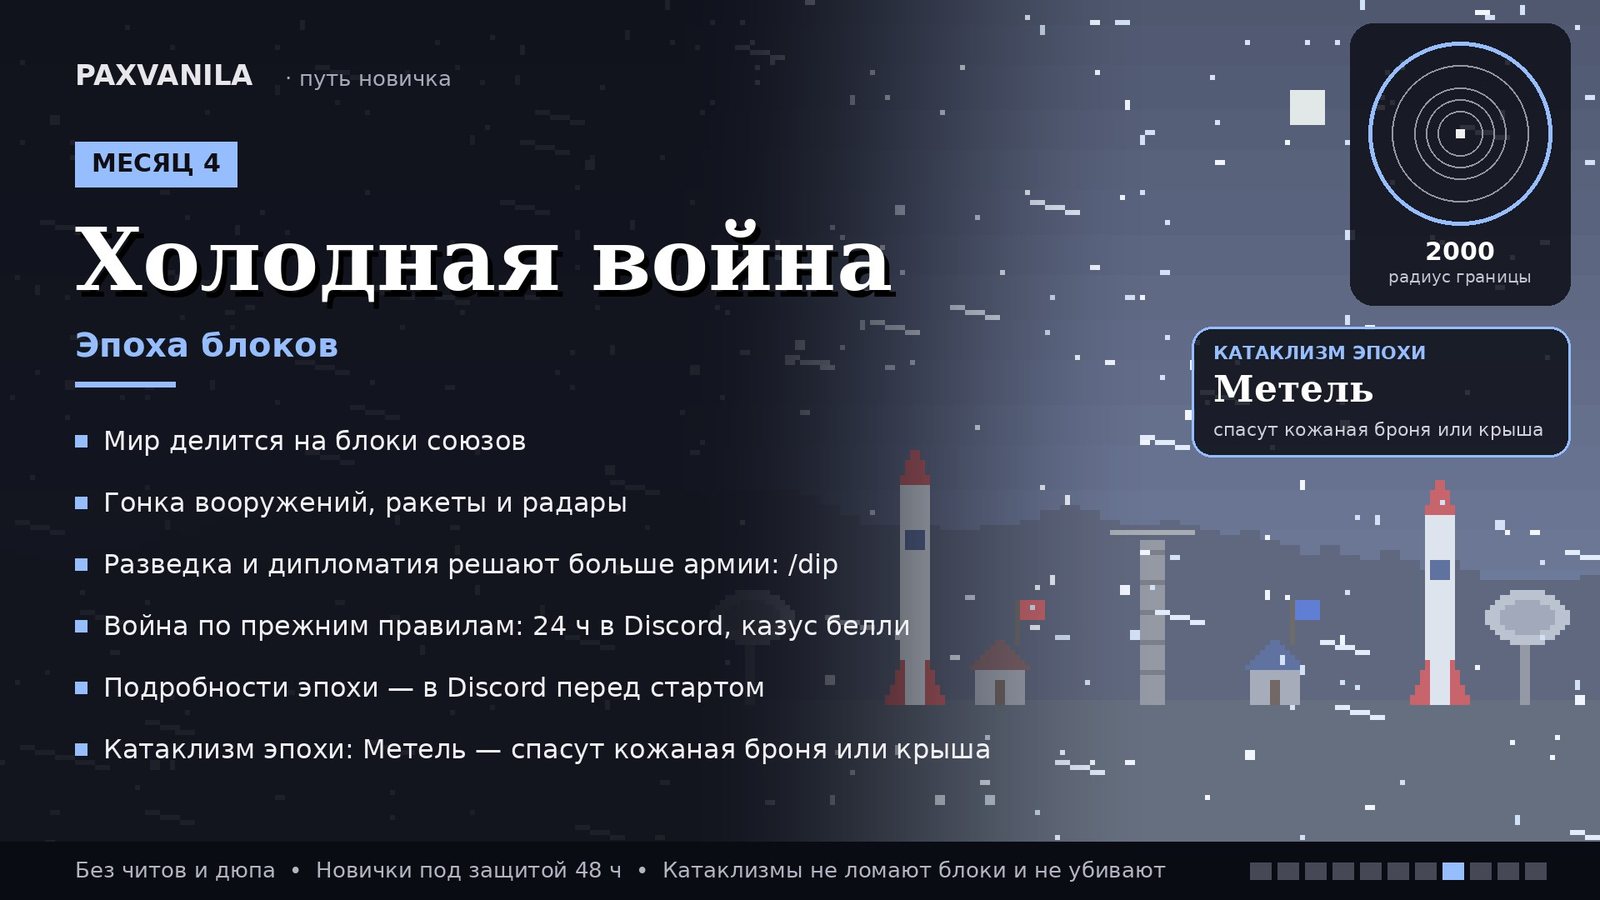 PAXVANILA · путь новичка
МЕСЯЦ 4
Холодная война
Эпоха блоков
Мир делится на блоки союзов
Гонка вооружений, ракеты и радары
Разведка и дипломатия решают больше армии: /dip
Война по прежним правилам: 24 ч в Discord, казус белли
Подробности эпохи — в Discord перед стартом
Катаклизм эпохи: Метель — спасут кожаная броня или крыша
2000
радиус границы
КАТАКЛИЗМ ЭПОХИ
Метель
спасут кожаная броня или крыша
Без читов и дюпа • Новички под защитой 48 ч • Катаклизмы не ломают блоки и не убивают